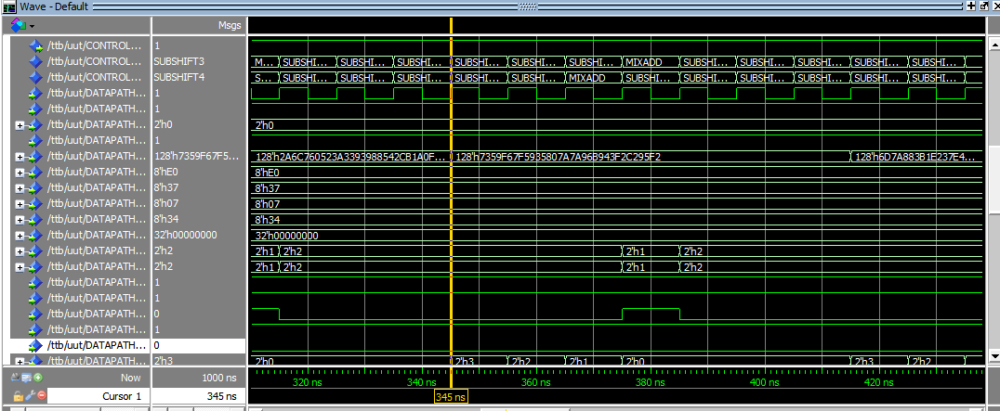 Wave - Default
Msgs
/ttb/uut/CONTROL... 1
/ttb/uut/CONTROL... SUBSHIFT3 M... SUBSHI... SUBSHI... SUBSHI... SUBSHI... SUBSHI... SUBSHI... MIXADD SUBSHI... SUBSHI... SUBSHI... SUBSHI... SUBSHI...
/ttb/uut/CONTROL... SUBSHIFT4 S... SUBSHI... SUBSHI... SUBSHI... SUBSHI... SUBSHI... MIXADD SUBSHI... SUBSHI... SUBSHI... SUBSHI... SUBSHI... SUBSHI...
/ttb/uut/DATAPATH... 1
/ttb/uut/DATAPATH... 1
/ttb/uut/DATAPATH... 2'h0 2'h0
/ttb/uut/DATAPATH... 1
/ttb/uut/DATAPATH... 128'h7359F67F5... 128'h2A6C760523A3393988542CB1A0F... 128'h7359F67F5935807A7A96B943F2C295F2 128'h6D7A883B1E237E4...
/ttb/uut/DATAPATH... 8'hE0 8'hE0
/ttb/uut/DATAPATH... 8'h37 8'h37
/ttb/uut/DATAPATH... 8'h07 8'h07
/ttb/uut/DATAPATH... 8'h34 8'h34
/ttb/uut/DATAPATH... 32'h00000000 32'h00000000
/ttb/uut/DATAPATH... 2'h2 2'h1 2'h2 2'h1 2'h2
/ttb/uut/DATAPATH... 2'h2 2'h1 2'h2 2'h1 2'h2
/ttb/uut/DATAPATH... 1
/ttb/uut/DATAPATH... 1
/ttb/uut/DATAPATH... 0
/ttb/uut/DATAPATH... 1
/ttb/uut/DATAPATH... 0
/ttb/uut/DATAPATH... 2'h3 2'h0 2'h3 2'h2 2'h1 2'h0 2'h3 2'h2
Now 1000 ns 320 ns 340 ns 360 ns 380 ns 400 ns 420 ns
Cursor 1 345 ns 345 ns